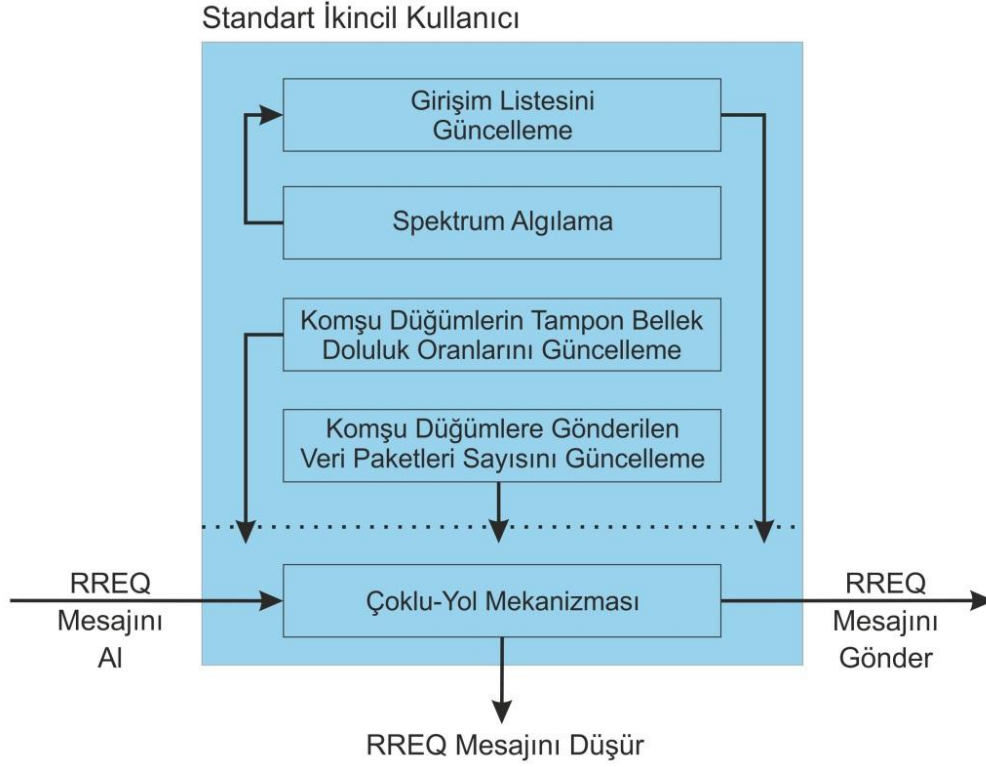 Standart İkincil Kullanıcı
Girişim Listesini
Güncelleme
Spektrum Algılama
Komşu Düğümlerin Tampon Bellek
Doluluk Oranlarını Güncelleme
Komşu Düğümlere Gönderilen
Veri Paketleri Sayısını Güncelleme
RREQ
Mesajını
Al
Çoklu-Yol Mekanizması
RREQ
Mesajını
Gönder
RREQ Mesajını Düşür